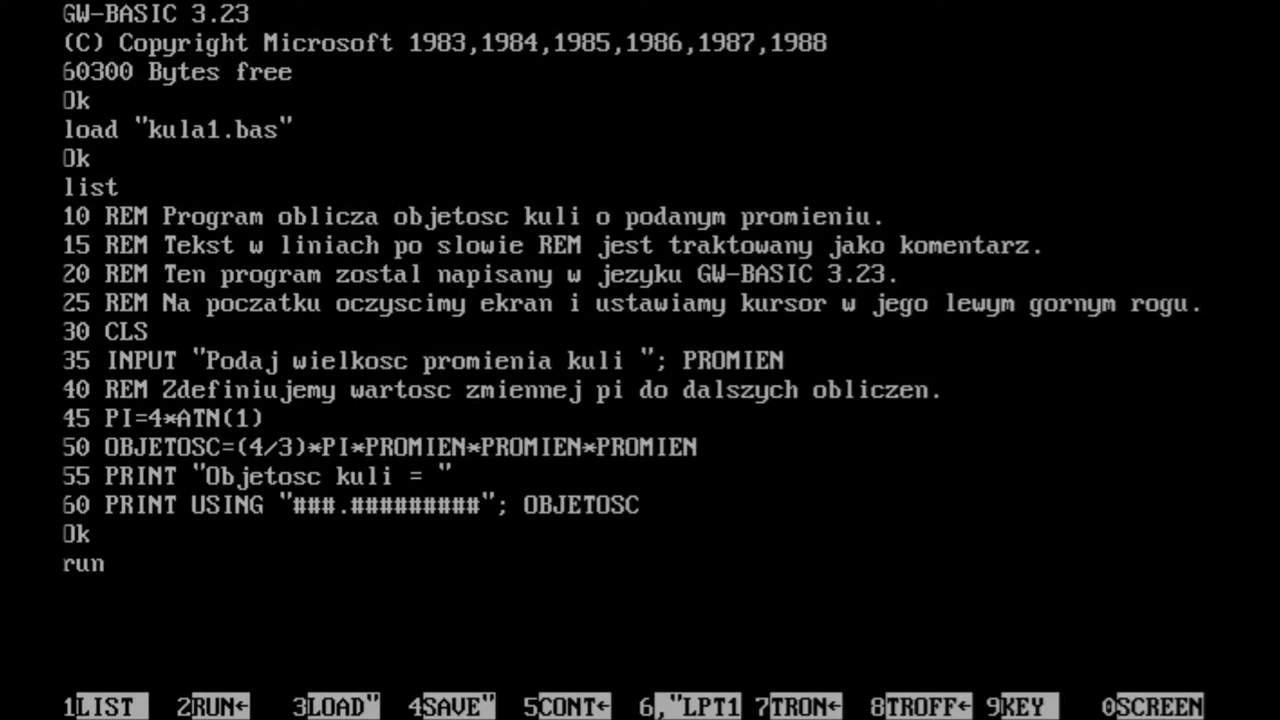 GW-BASIC 3.23
(C) Copyright Microsoft 1983,1984,1985,1986,1987,1988
60300 Bytes free
Ok
load "kula1.bas"
Ok
list
10 REM Program oblicza objetosc kuli o podanym promieniu.
15 REM Tekst w liniach po slowie REM jest traktowany jako komentarz.
20 REM Ten program zostal napisany w jezyku GW-BASIC 3.23.
25 REM Na poczatku oczyscimy ekran i ustawiamy kursor w jego lewym gornym rogu.
30 CLS
35 INPUT "Podaj wielkosc promienia kuli "; PROMIEN
40 REM Zdefiniujemy wartosc zmiennej pi do dalszych obliczen.
45 PI=4*ATN(1)
50 OBJETOSC=(4/3)*PI*PROMIEN*PROMIEN*PROMIEN
55 PRINT "Objetosc kuli = "
60 PRINT USING "###.#########"; OBJETOSC
Ok
run
1LIST 2RUN← 3LOAD" 4SAVE" 5CONT← 6,"LPT1 7TRON← 8TROFF← 9KEY 0SCREEN